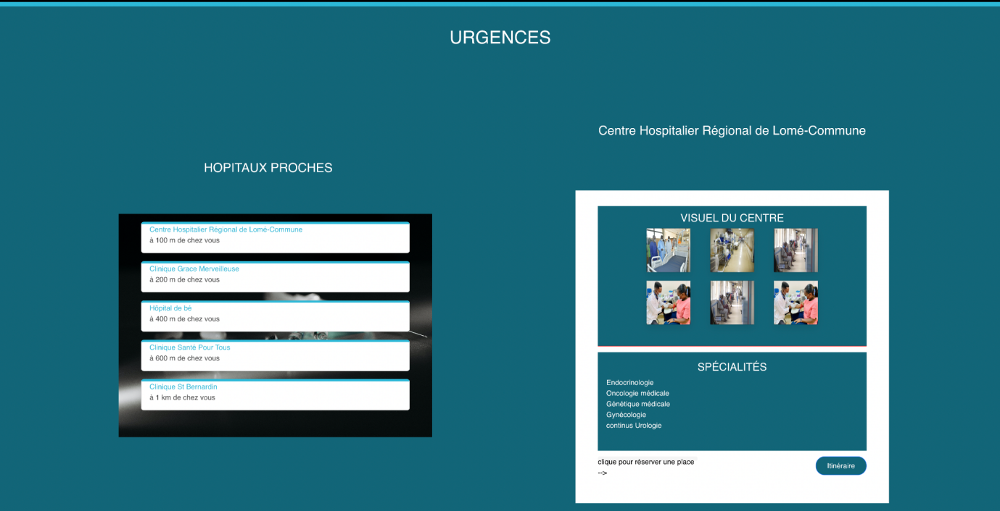 URGENCES
HOPITAUX PROCHES
Centre Hospitalier Régional de Lomé-Commune
à 100 m de chez vous
Clinique Grace Merveilleuse
à 200 m de chez vous
Hôpital de bè
à 400 m de chez vous
Clinique Santé Pour Tous
à 600 m de chez vous
Clinique St Bernardin
à 1 km de chez vous
Centre Hospitalier Régional de Lomé-Commune
VISUEL DU CENTRE
SPÉCIALITÉS
Endocrinologie
Oncologie médicale
Génétique médicale
Gynécologie
continus Urologie
clique pour réserver une place
-->
Itinéraire